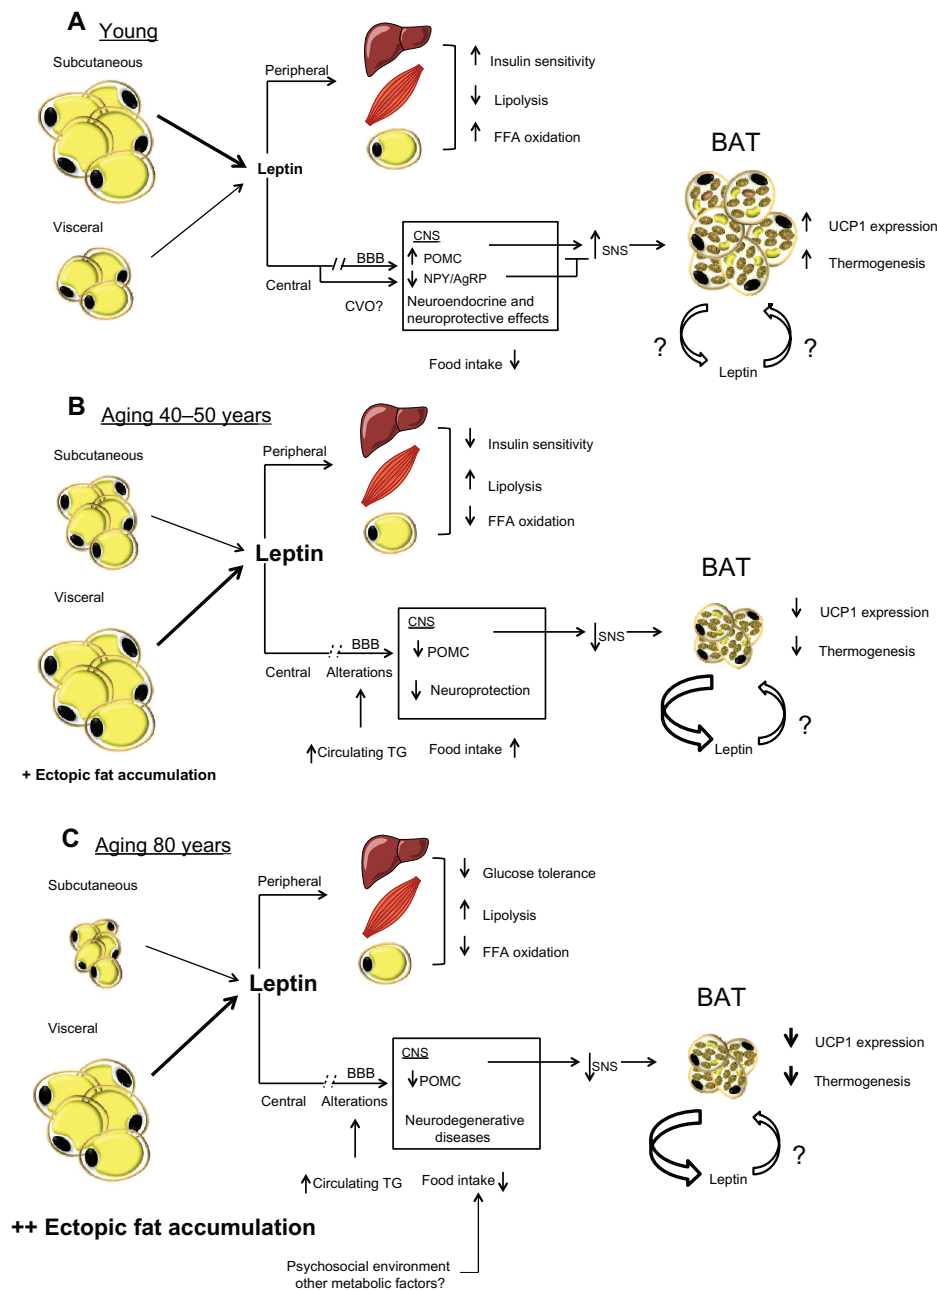 A Young
Subcutaneous
Visceral
Leptin
Peripheral
↑ Insulin sensitivity
↓ Lipolysis
↑ FFA oxidation
Central
BBB
CVO?
CNS
↑ POMC
↓ NPY/AgRP
Neuroendocrine and
neuroprotective effects
Food intake ↓
↑ SNS
BAT
↑ UCP1 expression
↑ Thermogenesis
?
Leptin
?
B Aging 40–50 years
Subcutaneous
Visceral
+ Ectopic fat accumulation
Leptin
Peripheral
↓ Insulin sensitivity
↑ Lipolysis
↓ FFA oxidation
Central
BBB
Alterations
↑ Circulating TG
CNS
↓ POMC
↓ Neuroprotection
Food intake ↑
↓ SNS
BAT
↓ UCP1 expression
↓ Thermogenesis
Leptin
?
C Aging 80 years
Subcutaneous
Visceral
++ Ectopic fat accumulation
Leptin
Peripheral
↓ Glucose tolerance
↑ Lipolysis
↓ FFA oxidation
Central
BBB
Alterations
↑ Circulating TG
CNS
↓ POMC
Neurodegenerative
diseases
Food intake ↓
Psychosocial environment
other metabolic factors?
↓ SNS
BAT
↓ UCP1 expression
↓ Thermogenesis
Leptin
?